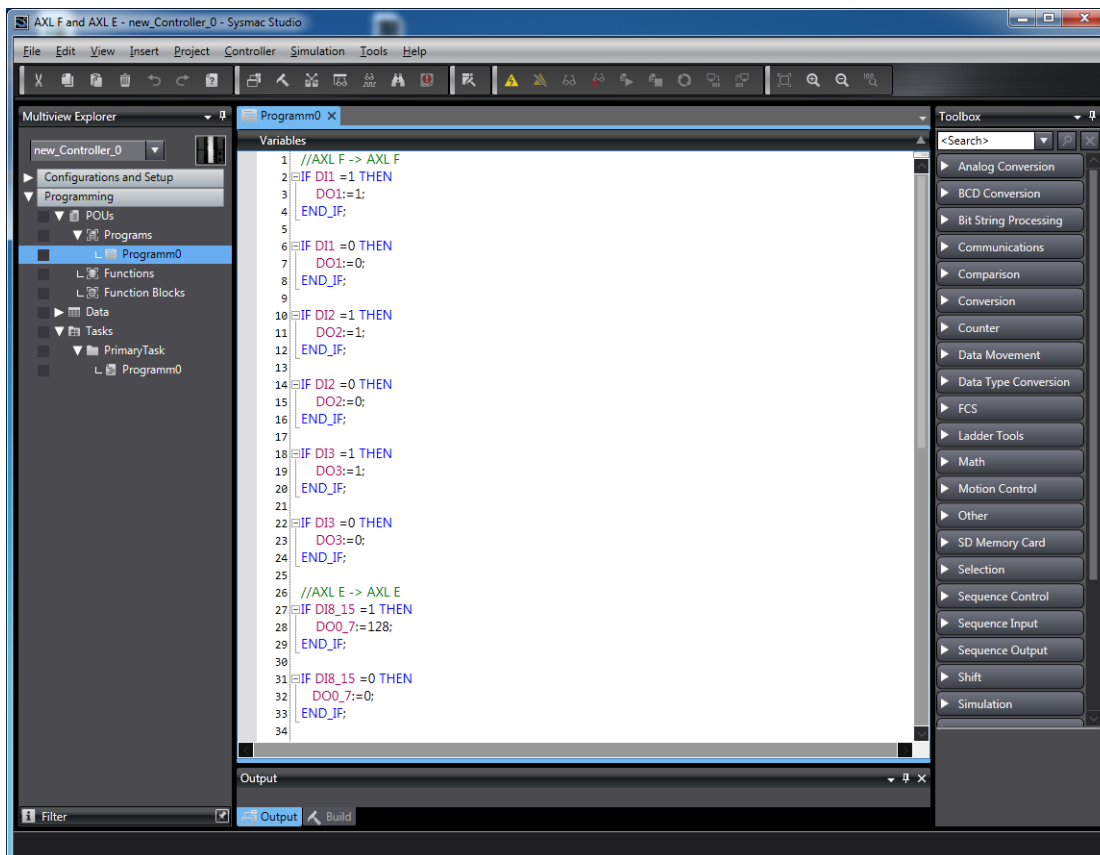 AXL F and AXL E - new_Controller_0 - Sysmac Studio
File Edit View Insert Project Controller Simulation Tools Help
Multiview Explorer
new_Controller_0
Configurations and Setup
Programming
POUs
Programs
Programm0
Functions
Function Blocks
Data
Tasks
PrimaryTask
Programm0
Filter
Programm0
Variables
1 //AXL F -> AXL F
2 IF DI1 =1 THEN
3 DO1:=1;
4 END_IF;
5
6 IF DI1 =0 THEN
7 DO1:=0;
8 END_IF;
9
10 IF DI2 =1 THEN
11 DO2:=1;
12 END_IF;
13
14 IF DI2 =0 THEN
15 DO2:=0;
16 END_IF;
17
18 IF DI3 =1 THEN
19 DO3:=1;
20 END_IF;
21
22 IF DI3 =0 THEN
23 DO3:=0;
24 END_IF;
25
26 //AXL E -> AXL E
27 IF DI8_15 =1 THEN
28 DO0_7:=128;
29 END_IF;
30
31 IF DI8_15 =0 THEN
32 DO0_7:=0;
33 END_IF;
34
Output
Output Build
Toolbox
<Search>
Analog Conversion
BCD Conversion
Bit String Processing
Communications
Comparison
Conversion
Counter
Data Movement
Data Type Conversion
FCS
Ladder Tools
Math
Motion Control
Other
SD Memory Card
Selection
Sequence Control
Sequence Input
Sequence Output
Shift
Simulation